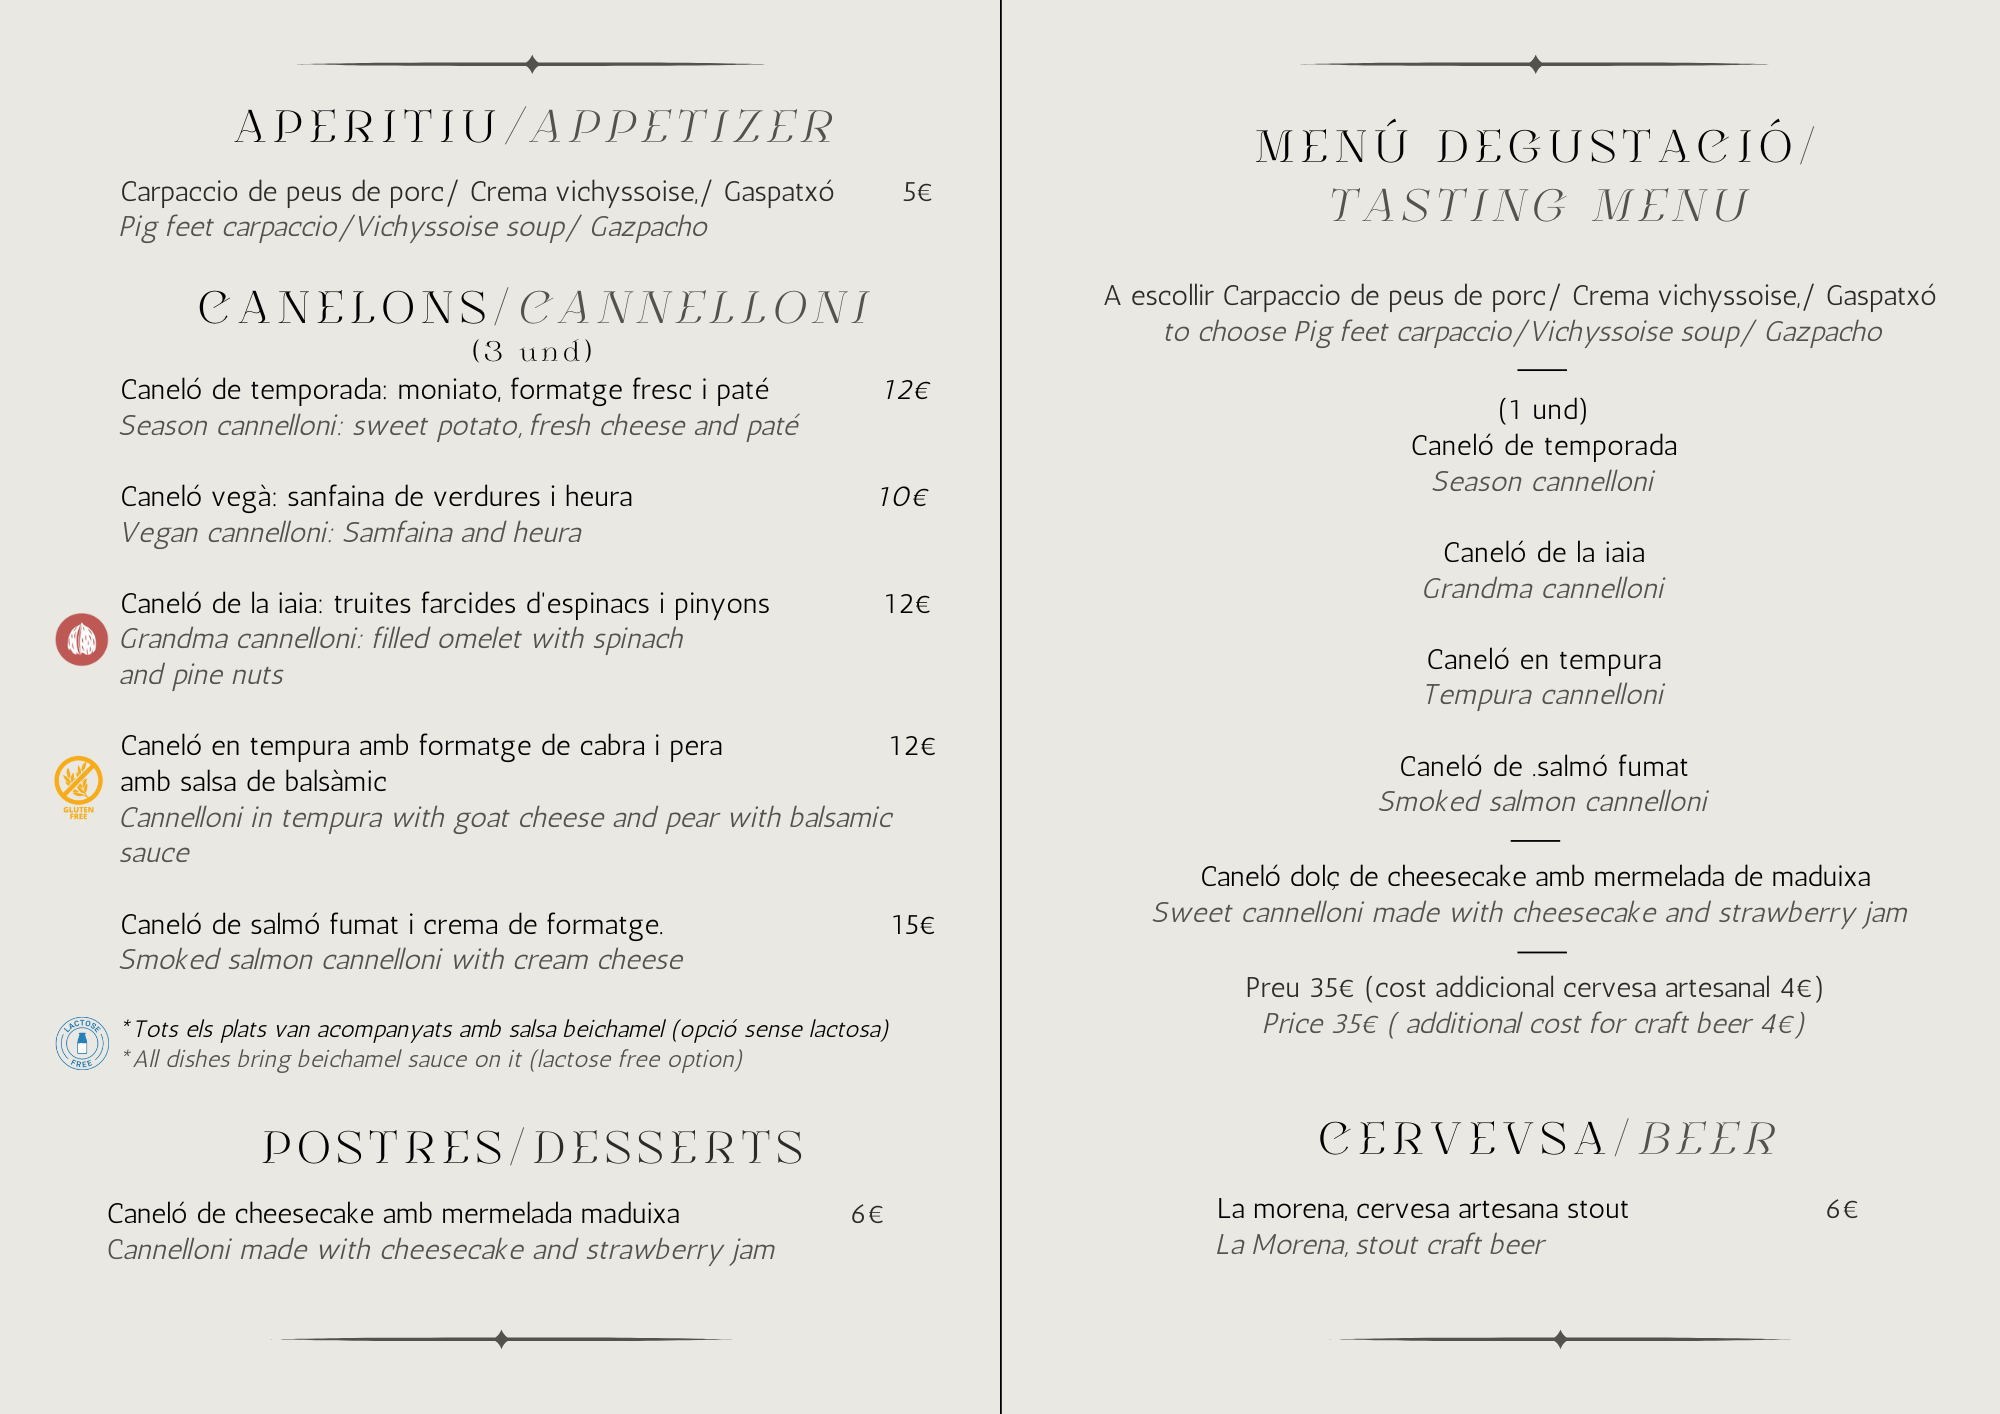 APERITIU/APPETIZER
Carpaccio de peus de porc/ Crema vichyssoise,/ Gaspatxó 5€
Pig feet carpaccio/Vichyssoise soup/ Gazpacho
CANELONS/CANNELLONI
(3 und)
Caneló de temporada: moniato, formatge fresc i paté 12€
Season cannelloni: sweet potato, fresh cheese and paté
Caneló vegà: sanfaina de verdures i heura 10€
Vegan cannelloni: Samfaina and heura
Caneló de la iaia: truites farcides d'espinacs i pinyons 12€
Grandma cannelloni: filled omelet with spinach
and pine nuts
Caneló en tempura amb formatge de cabra i pera 12€
amb salsa de balsàmic
GLUTEN
FREE
Cannelloni in tempura with goat cheese and pear with balsamic
sauce
Caneló de salmó fumat i crema de formatge. 15€
Smoked salmon cannelloni with cream cheese
LACTOSE
FREE
*Tots els plats van acompanyats amb salsa beichamel (opció sense lactosa)
*All dishes bring beichamel sauce on it (lactose free option)
POSTRES/DESSERTS
Caneló de cheesecake amb mermelada maduixa 6€
Cannelloni made with cheesecake and strawberry jam
MENÚ DEGUSTACIÓ/
TASTING MENU
A escollir Carpaccio de peus de porc/ Crema vichyssoise,/ Gaspatxó
to choose Pig feet carpaccio/Vichyssoise soup/ Gazpacho
(1 und)
Caneló de temporada
Season cannelloni
Caneló de la iaia
Grandma cannelloni
Caneló en tempura
Tempura cannelloni
Caneló de .salmó fumat
Smoked salmon cannelloni
Caneló dolç de cheesecake amb mermelada de maduixa
Sweet cannelloni made with cheesecake and strawberry jam
Preu 35€ (cost addicional cervesa artesanal 4€)
Price 35€ ( additional cost for craft beer 4€)
CERVEVSA/BEER
La morena, cervesa artesana stout 6€
La Morena, stout craft beer